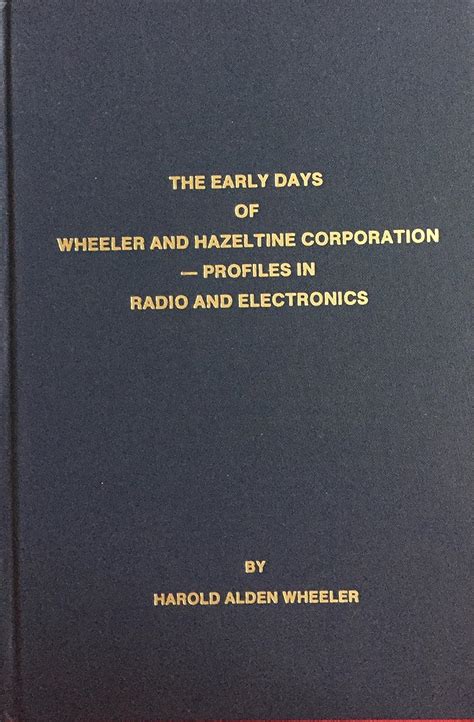 THE EARLY DAYS
OF
WHEELER AND HAZELTINE CORPORATION
— PROFILES IN
RADIO AND ELECTRONICS
BY
HAROLD ALDEN WHEELER